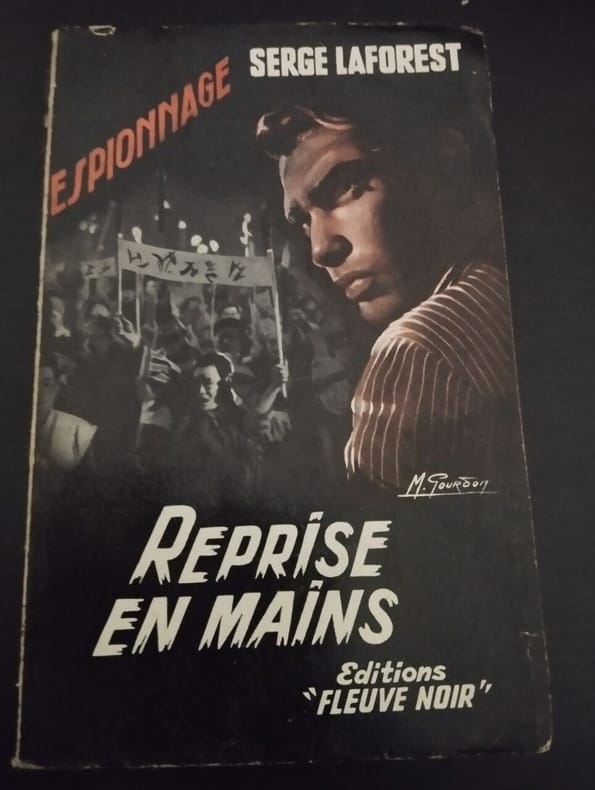 SERGE LAFOREST
ESPIONNAGE
M. Gourdon
REPRISE
EN MAINS
Editions
"FLEUVE NOIR"